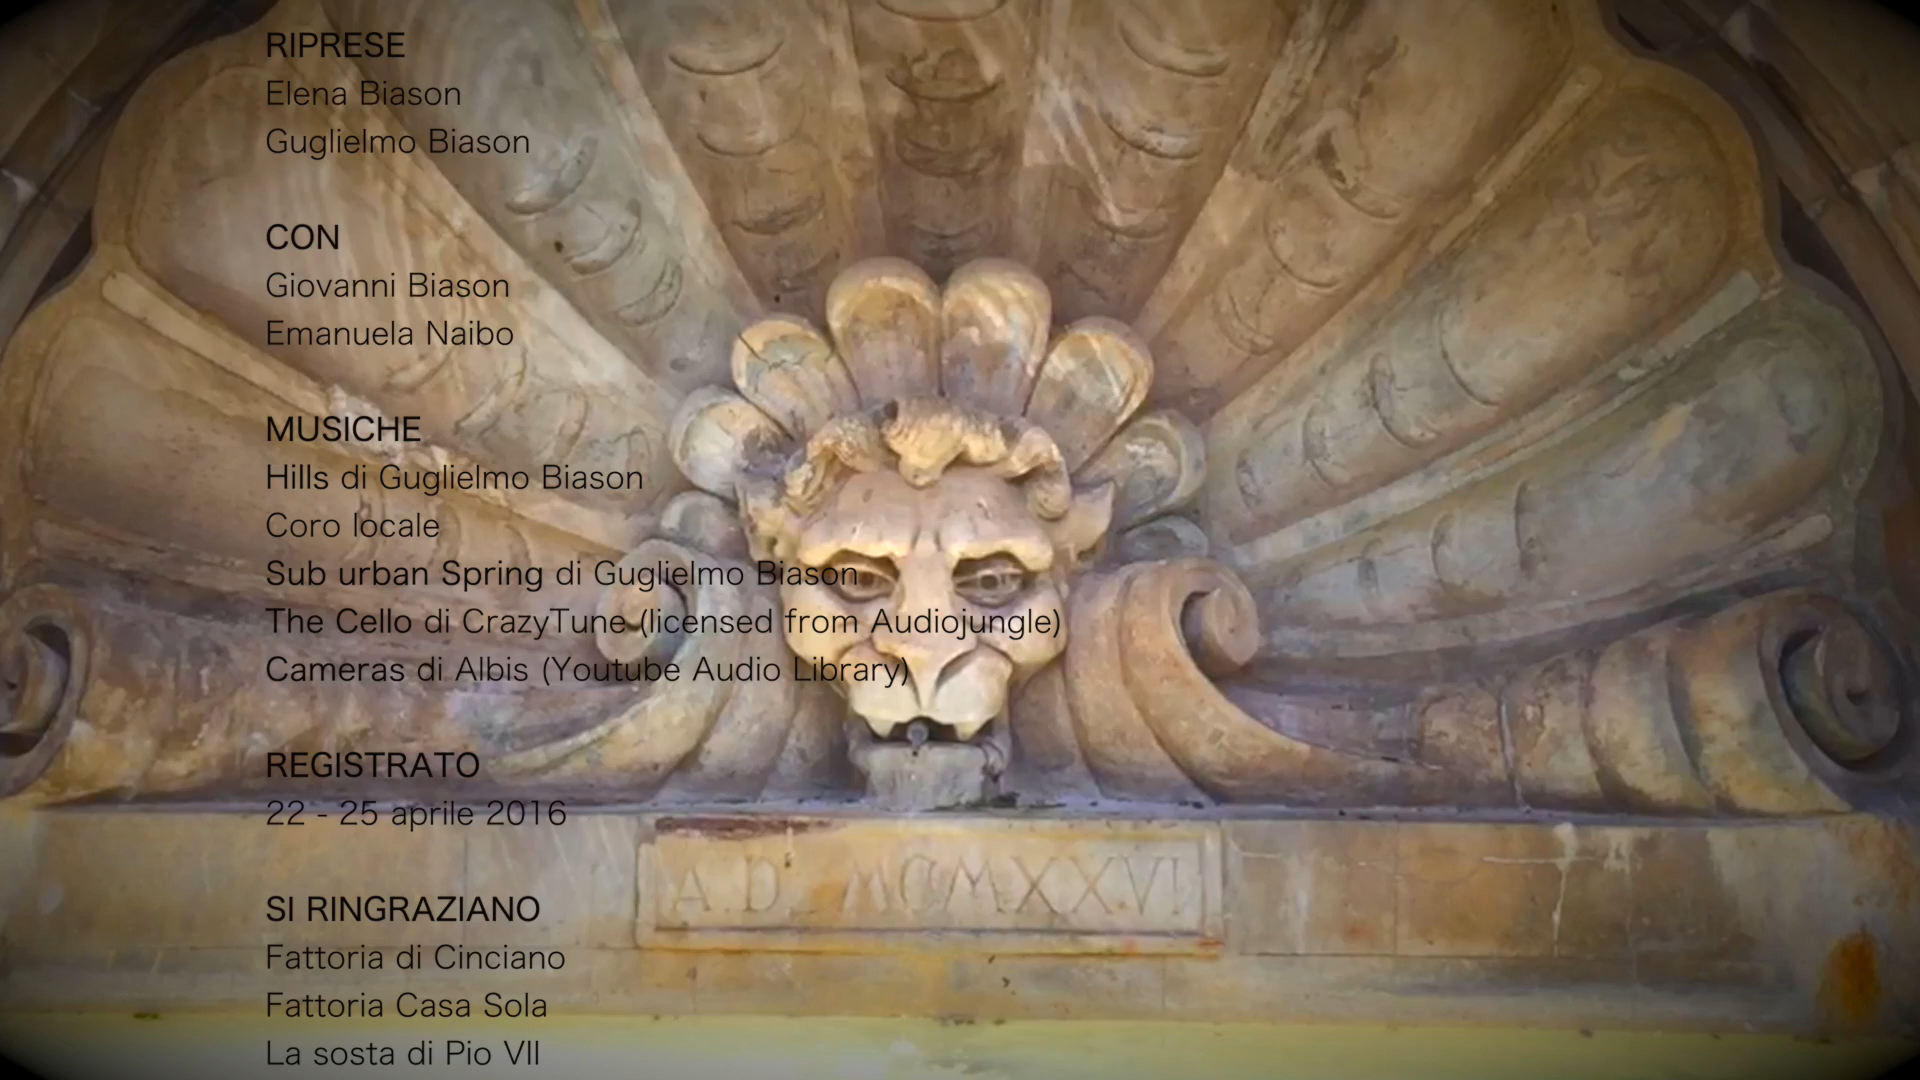 RIPRESE
Elena Biason
Guglielmo Biason
CON
Giovanni Biason
Emanuela Naibo
MUSICHE
Hills di Guglielmo Biason
Coro locale
Sub urban Spring di Guglielmo Biason
The Cello di CrazyTune (licensed from Audiojungle)
Cameras di Albis (Youtube Audio Library)
REGISTRATO
22 - 25 aprile 2016
A.D. MCMXXVI
SI RINGRAZIANO
Fattoria di Cinciano
Fattoria Casa Sola
La sosta di Pio VII